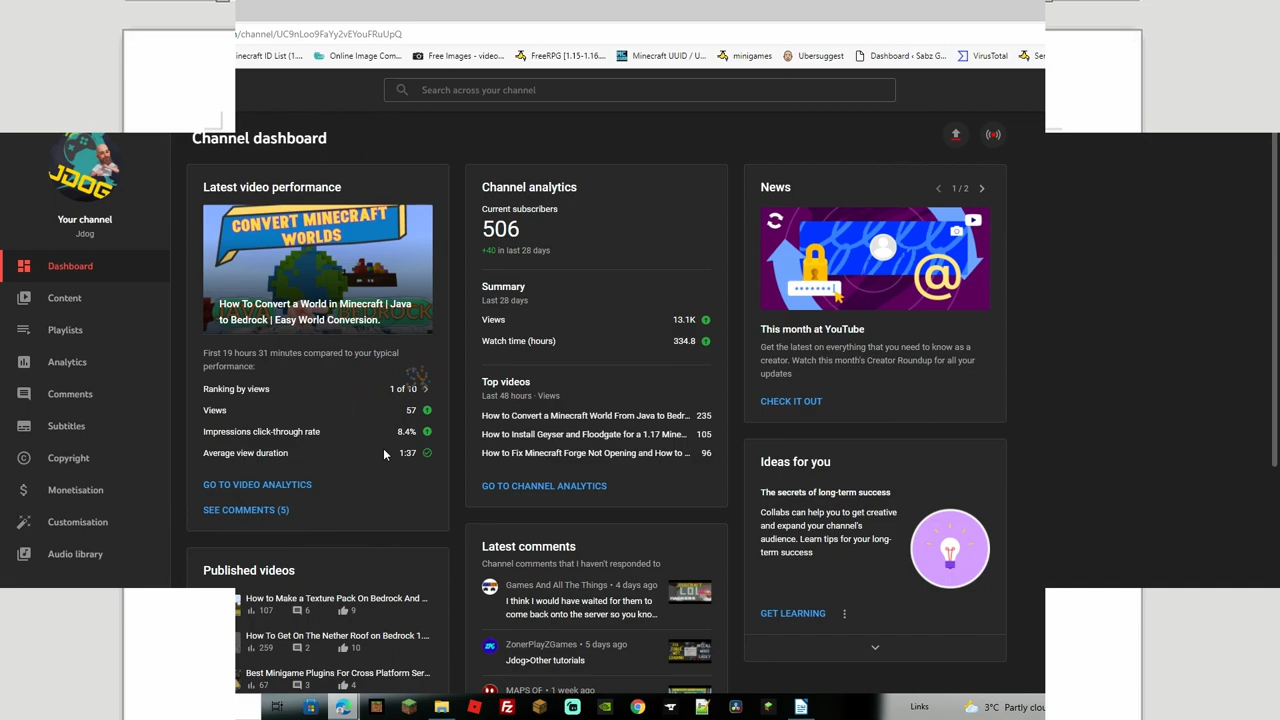 /channel/UC9nLoo9FaYy2vEYouFRuUpQ
inecraft ID List (1....
Online Image Com...
Free Images - video...
FreeRPG [1.15-1.16....
Minecraft UUID / U...
minigames
Ubersuggest
Dashboard ‹ Sabz G...
VirusTotal
Search across your channel
JDOG
Your channel
Jdog
Dashboard
Content
Playlists
Analytics
Comments
Subtitles
Copyright
Monetisation
Customisation
Audio library
Channel dashboard
Latest video performance
CONVERT MINECRAFT
WORLDS
How To Convert a World in Minecraft | Java
to Bedrock | Easy World Conversion.
First 19 hours 31 minutes compared to your typical
performance:
Ranking by views 1 of 10
Views 57
Impressions click-through rate 8.4%
Average view duration 1:37
GO TO VIDEO ANALYTICS
SEE COMMENTS (5)
Published videos
How to Make a Texture Pack On Bedrock And ...
107 6 9
How To Get On The Nether Roof on Bedrock 1....
259 2 10
Best Minigame Plugins For Cross Platform Ser...
67 3 4
Channel analytics
Current subscribers
506
+40 in last 28 days
Summary
Last 28 days
Views 13.1K
Watch time (hours) 334.8
Top videos
Last 48 hours · Views
How to Convert a Minecraft World From Java to Bedr... 235
How to Install Geyser and Floodgate for a 1.17 Mine... 105
How to Fix Minecraft Forge Not Opening and How to ... 96
GO TO CHANNEL ANALYTICS
Latest comments
Channel comments that I haven't responded to
Games And All The Things • 4 days ago
I think I would have waited for them to
come back onto the server so you kno...
ZonerPlayZGames • 5 days ago
Jdog>Other tutorials
MAPS OF • 1 week ago
News
1 / 2
@
This month at YouTube
Get the latest on everything that you need to know as a
creator. Watch this month's Creator Roundup for all your
updates
CHECK IT OUT
Ideas for you
The secrets of long-term success
Collabs can help you to get creative
and expand your channel's
audience. Learn tips for your long-
term success
GET LEARNING
Links
3°C Partly clou